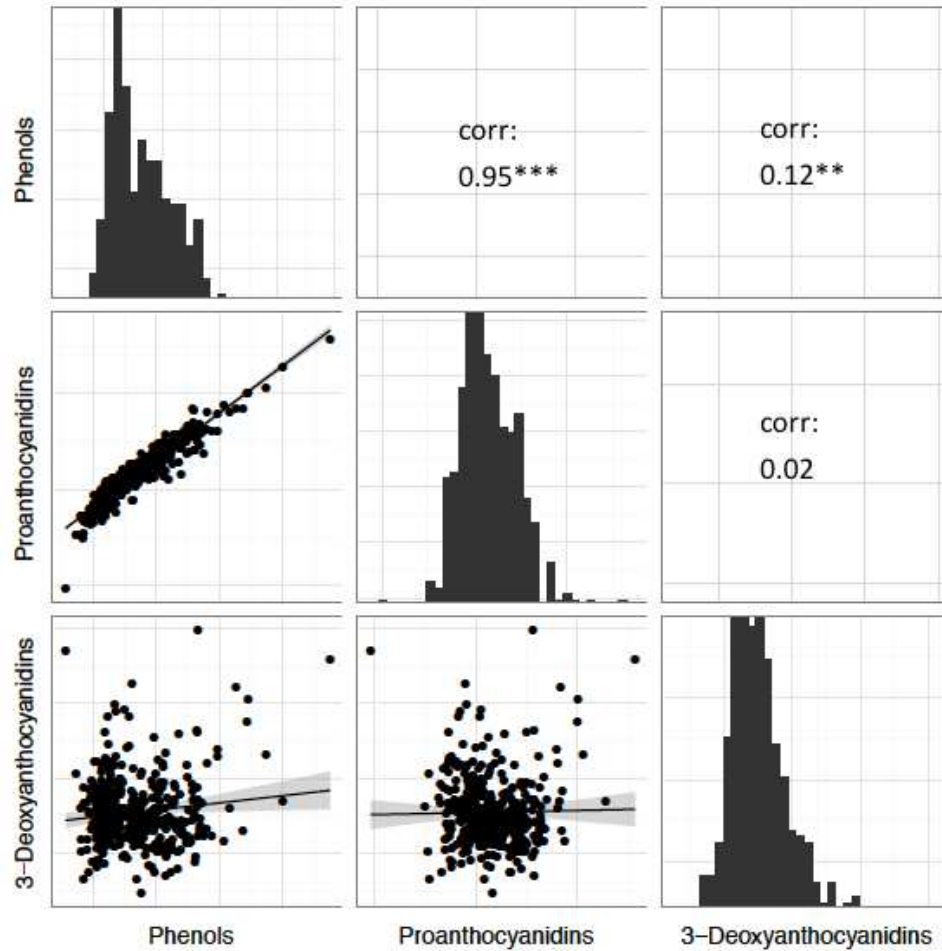 Phenols
corr:
0.95***
corr:
0.12**
Proanthocyanidins
corr:
0.02
3-Deoxyanthocyanidins
Phenols
Proanthocyanidins
3-Deoxyanthocyanidins